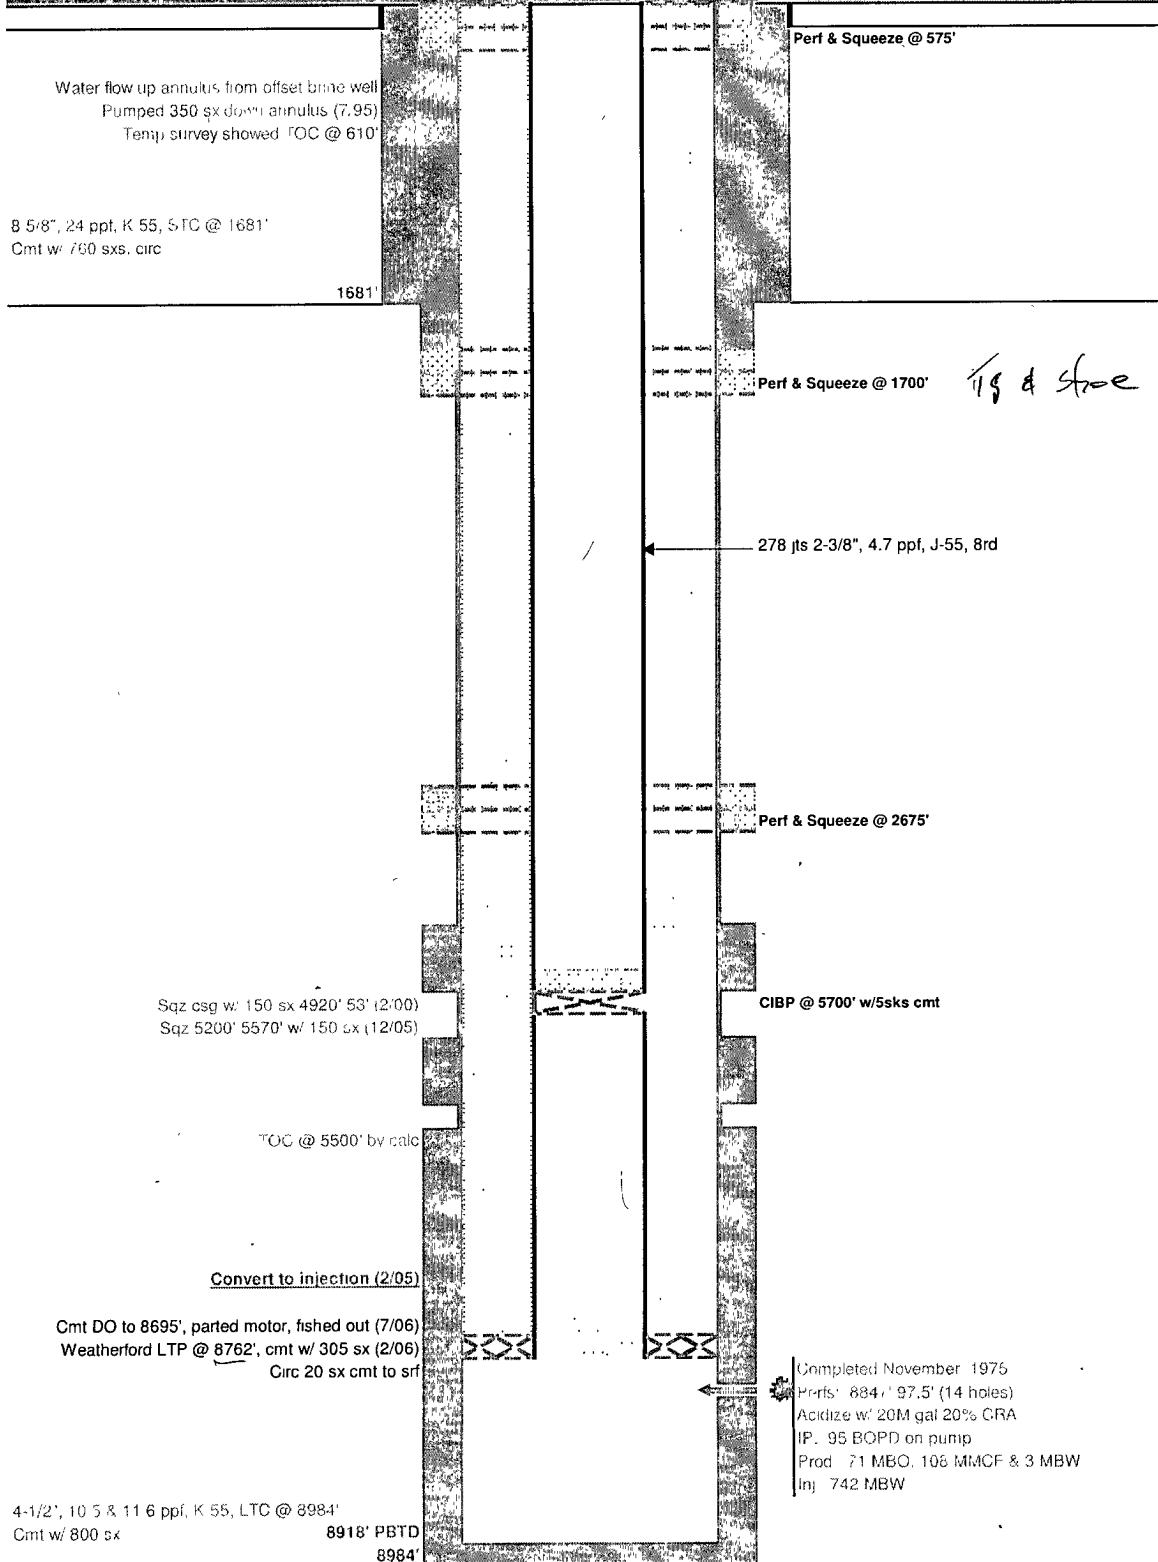 Perf & Squeeze @ 575'
Water flow up annulus from offset brine well
Pumped 350 sx down annulus (7.95)
Temp survey showed TOC @ 610'
8 5/8", 24 ppf, K 55, STC @ 1681'
Cmt w/ 760 sxs, circ
1681'
Perf & Squeeze @ 1700'
& shoe
278 jts 2-3/8", 4.7 ppf, J-55, 8rd
Perf & Squeeze @ 2675'
Sqz csg w/ 150 sx 4920' 53' (2/00)
Sqz 5200' 5570' w/ 150 sx (12/05)
CIBP @ 5700' w/5sks cmt
TOC @ 5500' by calc
Convert to injection (2/05)
Cmt DO to 8695', parted motor, fished out (7/06)
Weatherford LTP @ 8762', cmt w/ 305 sx (2/06)
Circ 20 sx cmt to srf
Completed November 1975
Perfs' 8847' 97.5' (14 holes)
Acidize w/ 20M gal 20% CRA
IP. 95 BOPD on pump
Prod 71 MBO, 108 MMCF & 3 MBW
Inj 742 MBW
4-1/2", 10 5 & 11 6 ppf, K 55, LTC @ 8984'
Cmt w/ 800 sx
8918' PBTD
8984'